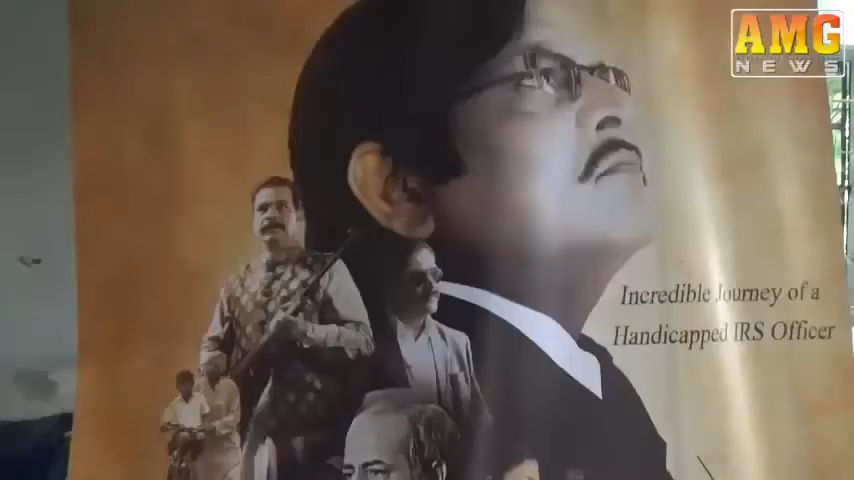 AMG
NEWS
Incredible Journey of a
Handicapped IRS Officer